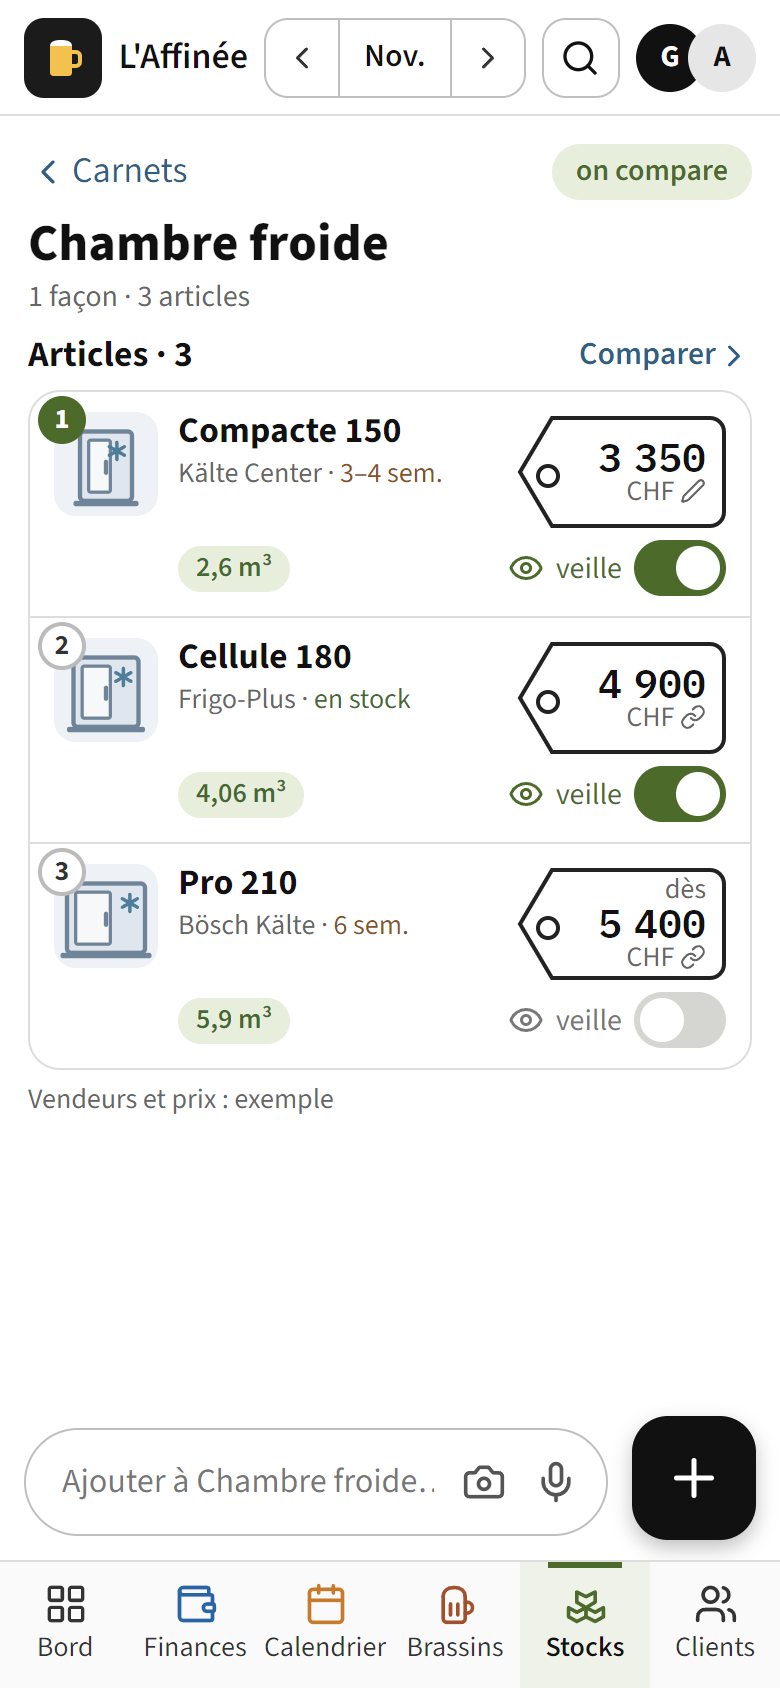 L'Affinée
Nov.
G
A
Carnets
on compare
Chambre froide
1 façon · 3 articles
Articles · 3
Comparer
1
Compacte 150
Kälte Center · 3–4 sem.
3 350
CHF
2,6 m³
veille
2
Cellule 180
Frigo-Plus · en stock
4 900
CHF
4,06 m³
veille
3
Pro 210
Bösch Kälte · 6 sem.
dès
5 400
CHF
5,9 m³
veille
Vendeurs et prix : exemple
Ajouter à Chambre froide..
Bord
Finances
Calendrier
Brassins
Stocks
Clients